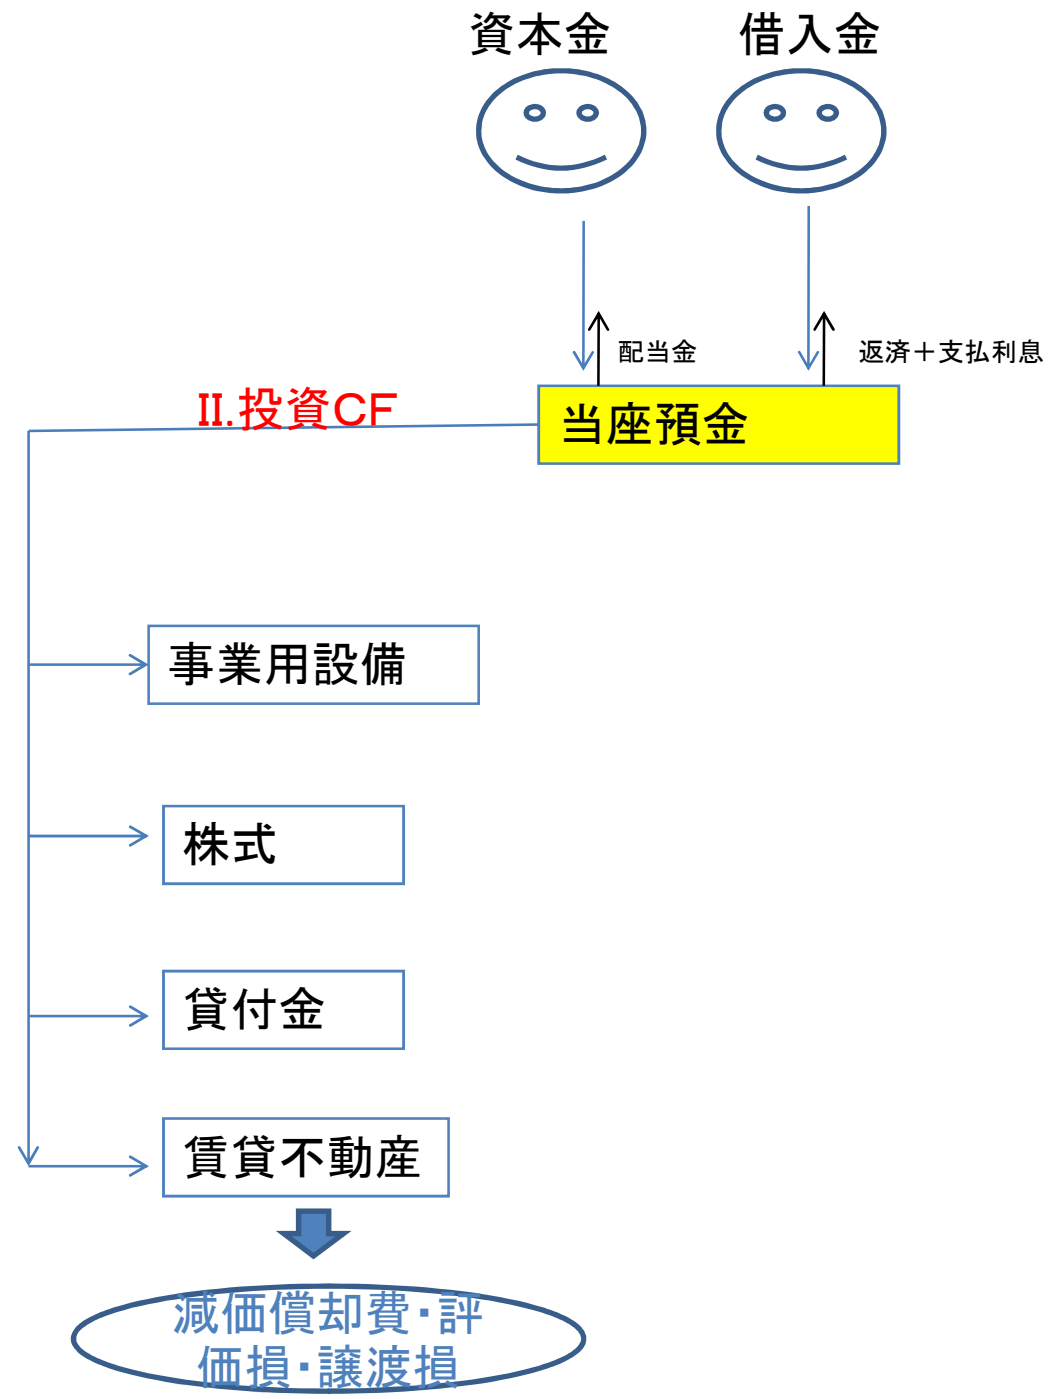 資本金
借入金
配当金
返済＋支払利息
II.投資CF
当座預金
事業用設備
株式
貸付金
賃貸不動産
減価償却費・評
価損・譲渡損